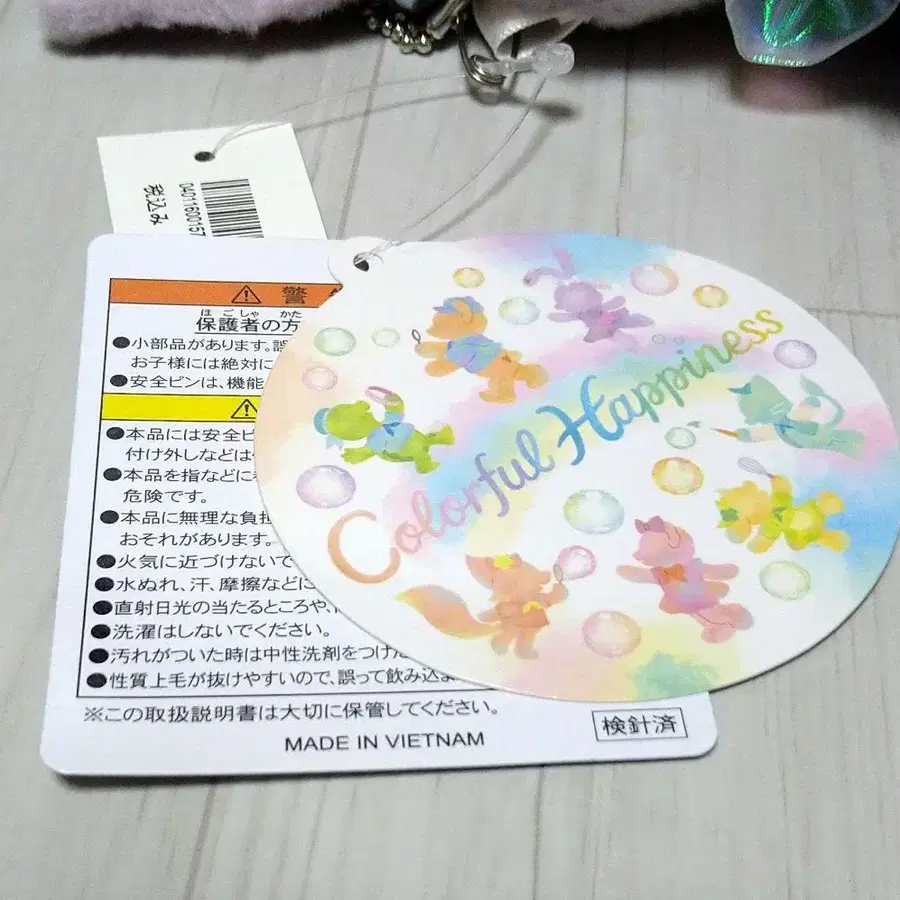 税込み
04011600157
警
ほごしゃ かた
保護者の方
●小部品があります。誤
お子様には絶対に
●安全ピンは、機能
●本品には安全ピ
付け外しなどは
●本品を指などに
危険です。
●本品に無理な負担
おそれがあります。
●火気に近づけないで
●水ぬれ、汗、摩擦などに
●直射日光の当たるところや、
●洗濯はしないでください。
●汚れがついた時は中性洗剤をつけた
●性質上毛が抜けやすいので、誤って飲み込ま
※この取扱説明書は大切に保管してください。
MADE IN VIETNAM
検針済
Colorful Happiness